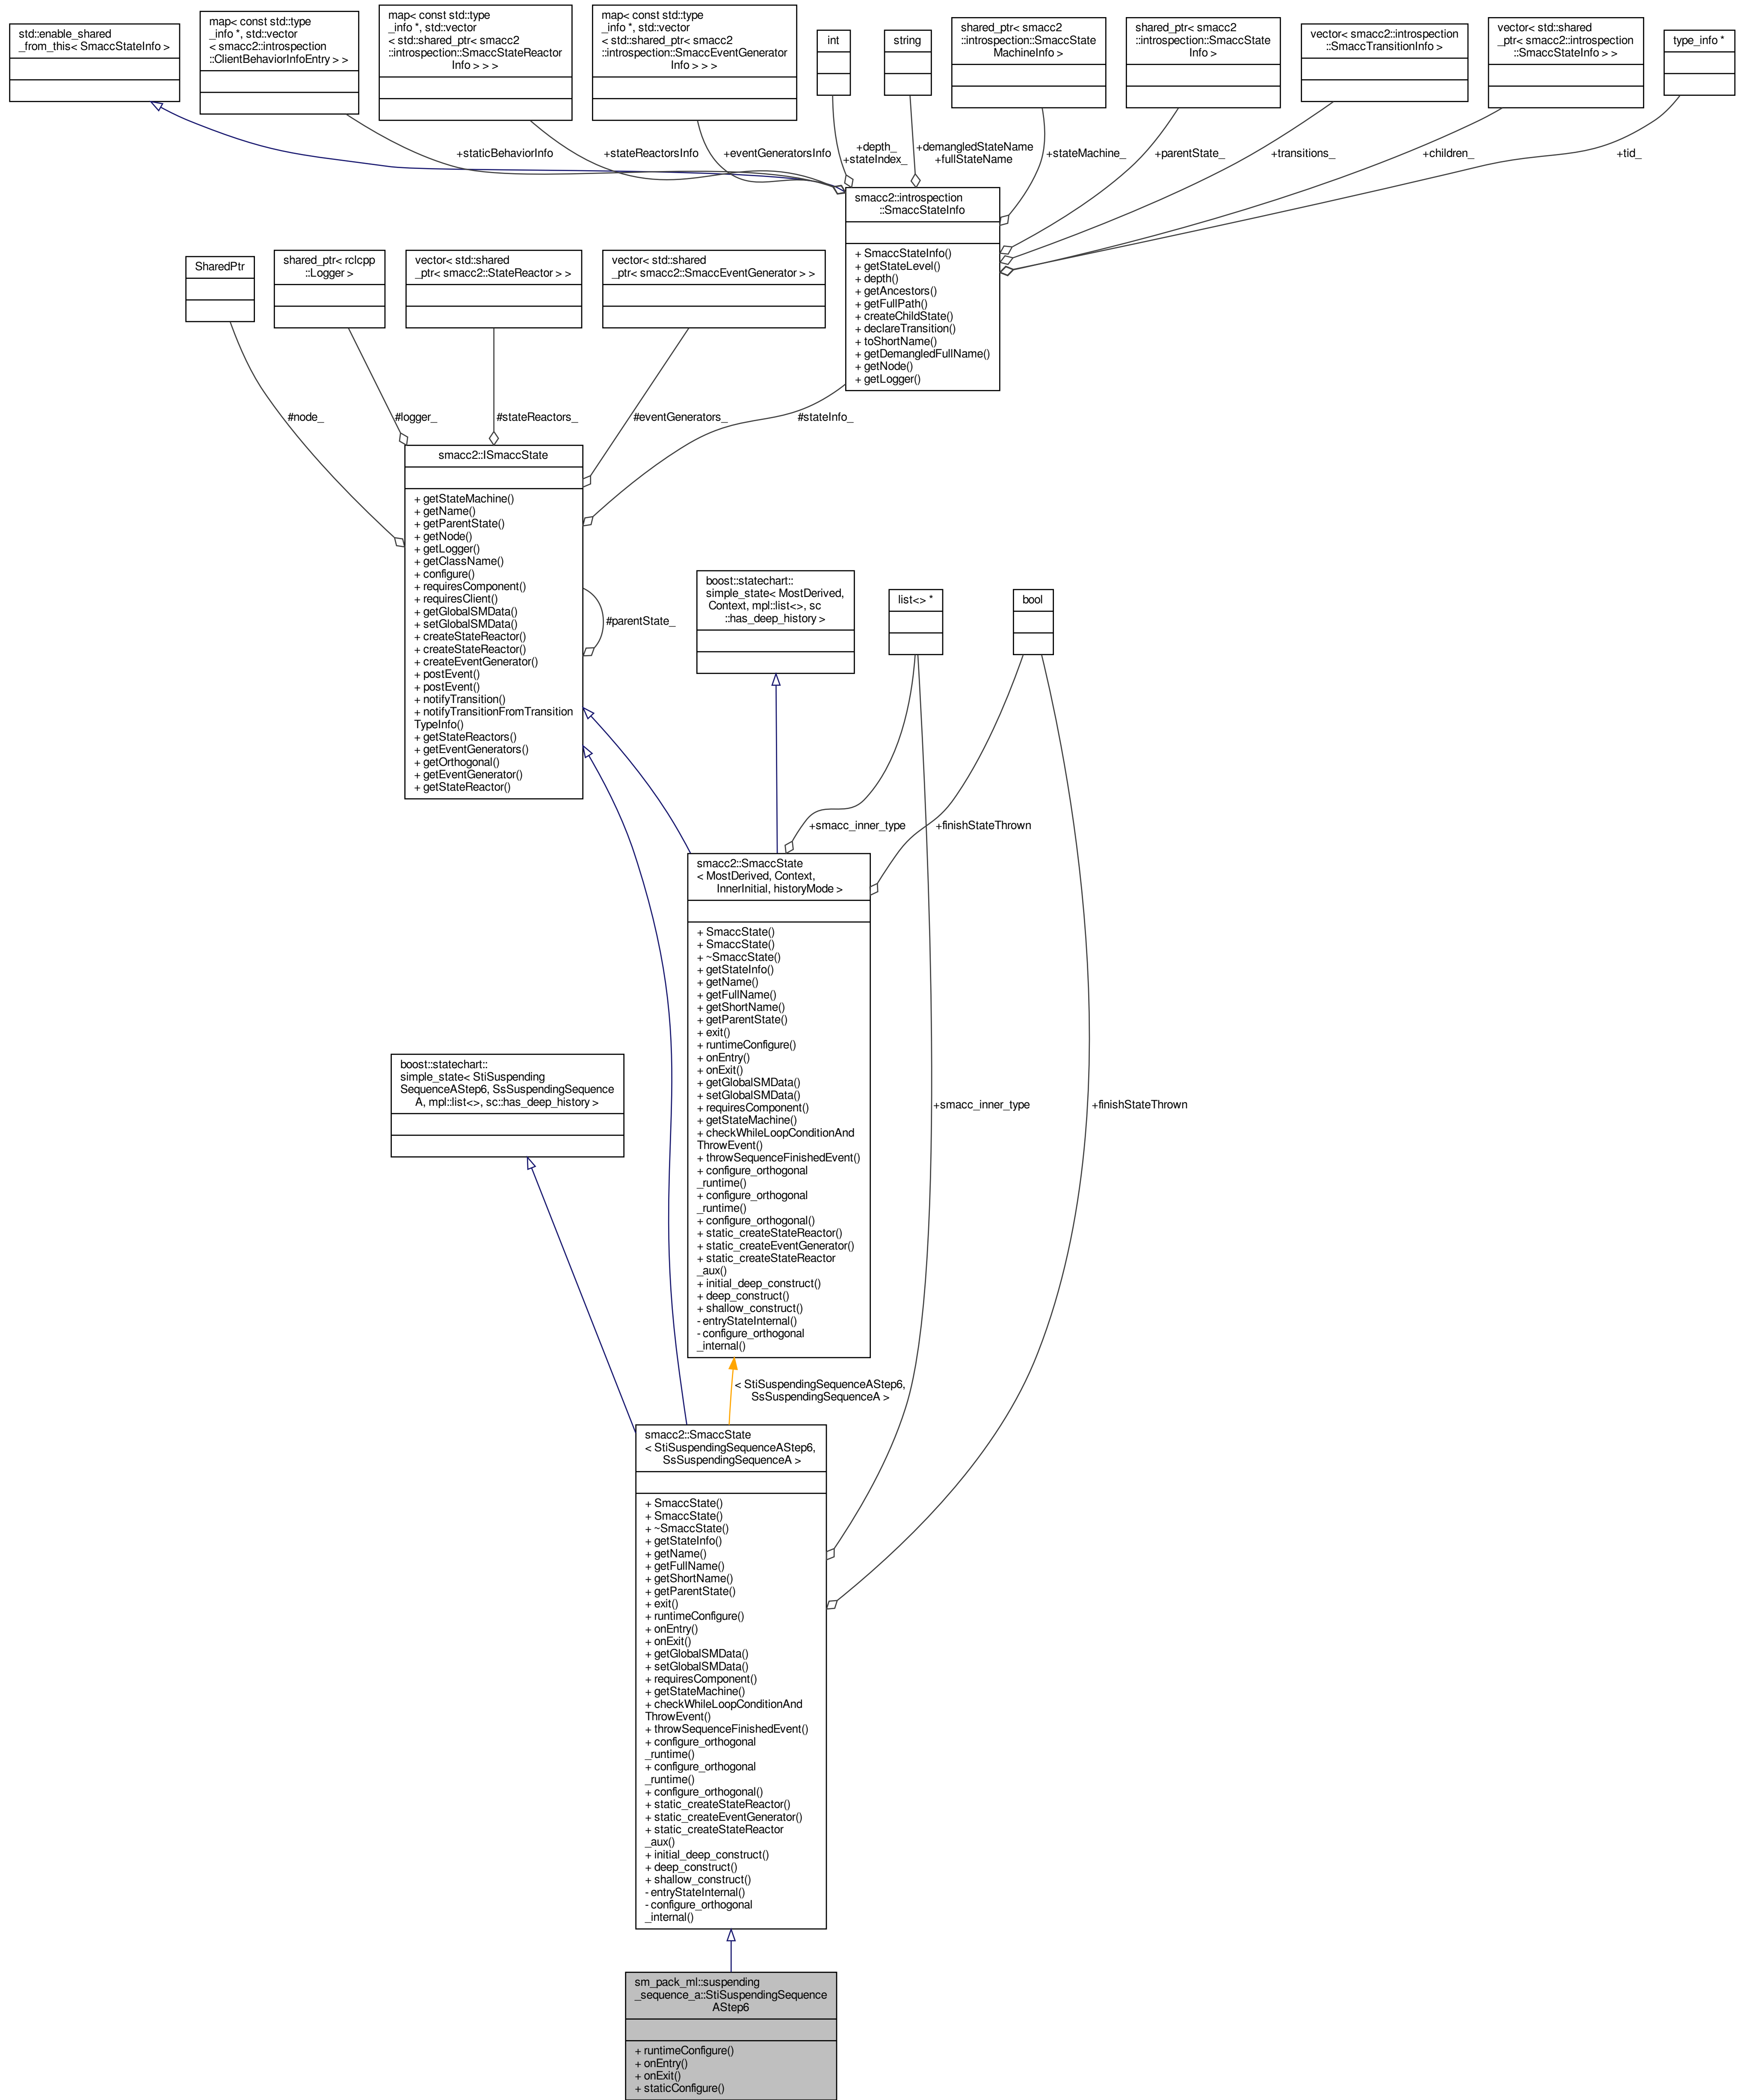 std::enable_shared
_from_this< SmaccStateInfo >
map< const std::type
_info *, std::vector
< smacc2::introspection
::ClientBehaviorInfoEntry > >
map< const std::type
_info *, std::vector
< std::shared_ptr< smacc2
::introspection::SmaccStateReactor
Info > > >
map< const std::type
_info *, std::vector
< std::shared_ptr< smacc2
::introspection::SmaccEventGenerator
Info > > >
int
string
shared_ptr< smacc2
::introspection::SmaccState
MachineInfo >
shared_ptr< smacc2
::introspection::SmaccState
Info >
vector< smacc2::introspection
::SmaccTransitionInfo >
vector< std::shared
_ptr< smacc2::introspection
::SmaccStateInfo > >
type_info *
+staticBehaviorInfo
+stateReactorsInfo
+eventGeneratorsInfo
+depth_
+stateIndex_
+demangledStateName
+fullStateName
+stateMachine_
+parentState_
+transitions_
+children_
+tid_
smacc2::introspection
::SmaccStateInfo
+ SmaccStateInfo()
+ getStateLevel()
+ depth()
+ getAncestors()
+ getFullPath()
+ createChildState()
+ declareTransition()
+ toShortName()
+ getDemangledFullName()
+ getNode()
+ getLogger()
SharedPtr
shared_ptr< rclcpp
::Logger >
vector< std::shared
_ptr< smacc2::StateReactor > >
vector< std::shared
_ptr< smacc2::SmaccEventGenerator > >
#node_
#logger_
#stateReactors_
#eventGenerators_
#stateInfo_
smacc2::ISmaccState
+ getStateMachine()
+ getName()
+ getParentState()
+ getNode()
+ getLogger()
+ getClassName()
+ configure()
+ requiresComponent()
+ requiresClient()
+ getGlobalSMData()
+ setGlobalSMData()
+ createStateReactor()
+ createStateReactor()
+ createEventGenerator()
+ postEvent()
+ postEvent()
+ notifyTransition()
+ notifyTransitionFromTransition
TypeInfo()
+ getStateReactors()
+ getEventGenerators()
+ getOrthogonal()
+ getEventGenerator()
+ getStateReactor()
#parentState_
boost::statechart::
simple_state< MostDerived,
Context, mpl::list<>, sc
::has_deep_history >
list<> *
bool
+smacc_inner_type
+finishStateThrown
smacc2::SmaccState
< MostDerived, Context,
InnerInitial, historyMode >
+ SmaccState()
+ SmaccState()
+ ~SmaccState()
+ getStateInfo()
+ getName()
+ getFullName()
+ getShortName()
+ getParentState()
+ exit()
+ runtimeConfigure()
+ onEntry()
+ onExit()
+ getGlobalSMData()
+ setGlobalSMData()
+ requiresComponent()
+ getStateMachine()
+ checkWhileLoopConditionAnd
ThrowEvent()
+ throwSequenceFinishedEvent()
+ configure_orthogonal
_runtime()
+ configure_orthogonal
_runtime()
+ configure_orthogonal()
+ static_createStateReactor()
+ static_createEventGenerator()
+ static_createStateReactor
_aux()
+ initial_deep_construct()
+ deep_construct()
+ shallow_construct()
- entryStateInternal()
- configure_orthogonal
_internal()
boost::statechart::
simple_state< StiSuspending
SequenceAStep6, SsSuspendingSequence
A, mpl::list<>, sc::has_deep_history >
+smacc_inner_type
+finishStateThrown
< StiSuspendingSequenceAStep6,
SsSuspendingSequenceA >
smacc2::SmaccState
< StiSuspendingSequenceAStep6,
SsSuspendingSequenceA >
+ SmaccState()
+ SmaccState()
+ ~SmaccState()
+ getStateInfo()
+ getName()
+ getFullName()
+ getShortName()
+ getParentState()
+ exit()
+ runtimeConfigure()
+ onEntry()
+ onExit()
+ getGlobalSMData()
+ setGlobalSMData()
+ requiresComponent()
+ getStateMachine()
+ checkWhileLoopConditionAnd
ThrowEvent()
+ throwSequenceFinishedEvent()
+ configure_orthogonal
_runtime()
+ configure_orthogonal
_runtime()
+ configure_orthogonal()
+ static_createStateReactor()
+ static_createEventGenerator()
+ static_createStateReactor
_aux()
+ initial_deep_construct()
+ deep_construct()
+ shallow_construct()
- entryStateInternal()
- configure_orthogonal
_internal()
sm_pack_ml::suspending
_sequence_a::StiSuspendingSequence
AStep6
+ runtimeConfigure()
+ onEntry()
+ onExit()
+ staticConfigure()